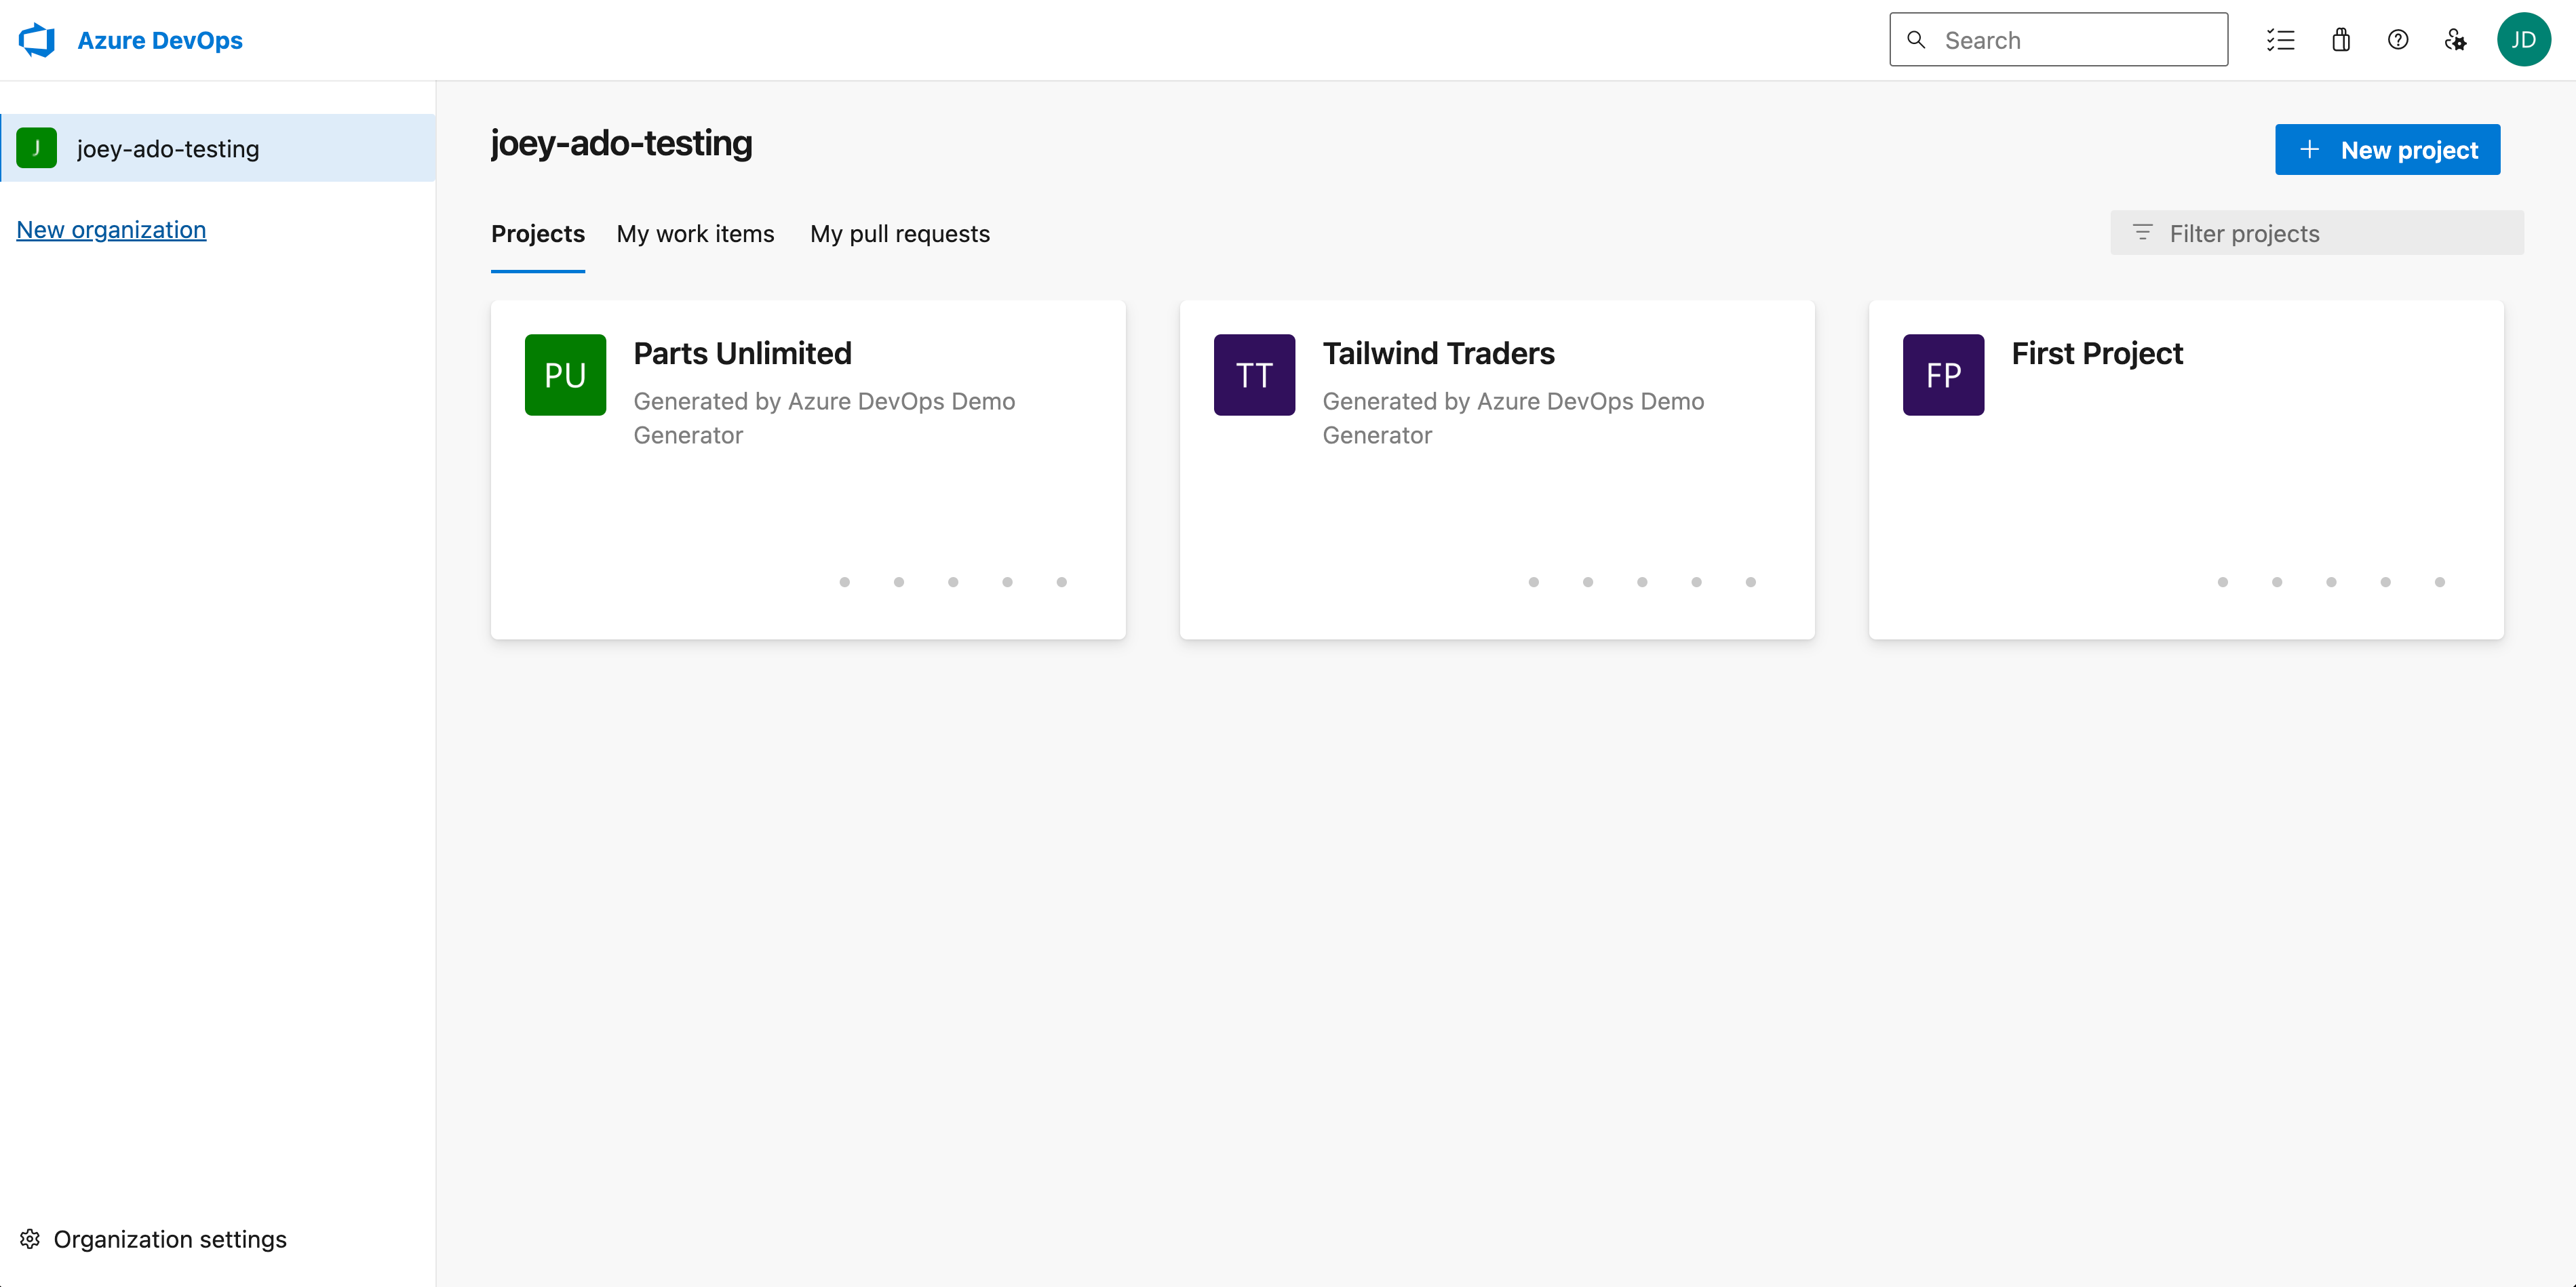 Azure DevOps
Search
JD
J
joey-ado-testing
New organization
joey-ado-testing
New project
Projects
My work items
My pull requests
Filter projects
PU
Parts Unlimited
Generated by Azure DevOps Demo
Generator
TT
Tailwind Traders
Generated by Azure DevOps Demo
Generator
FP
First Project
Organization settings